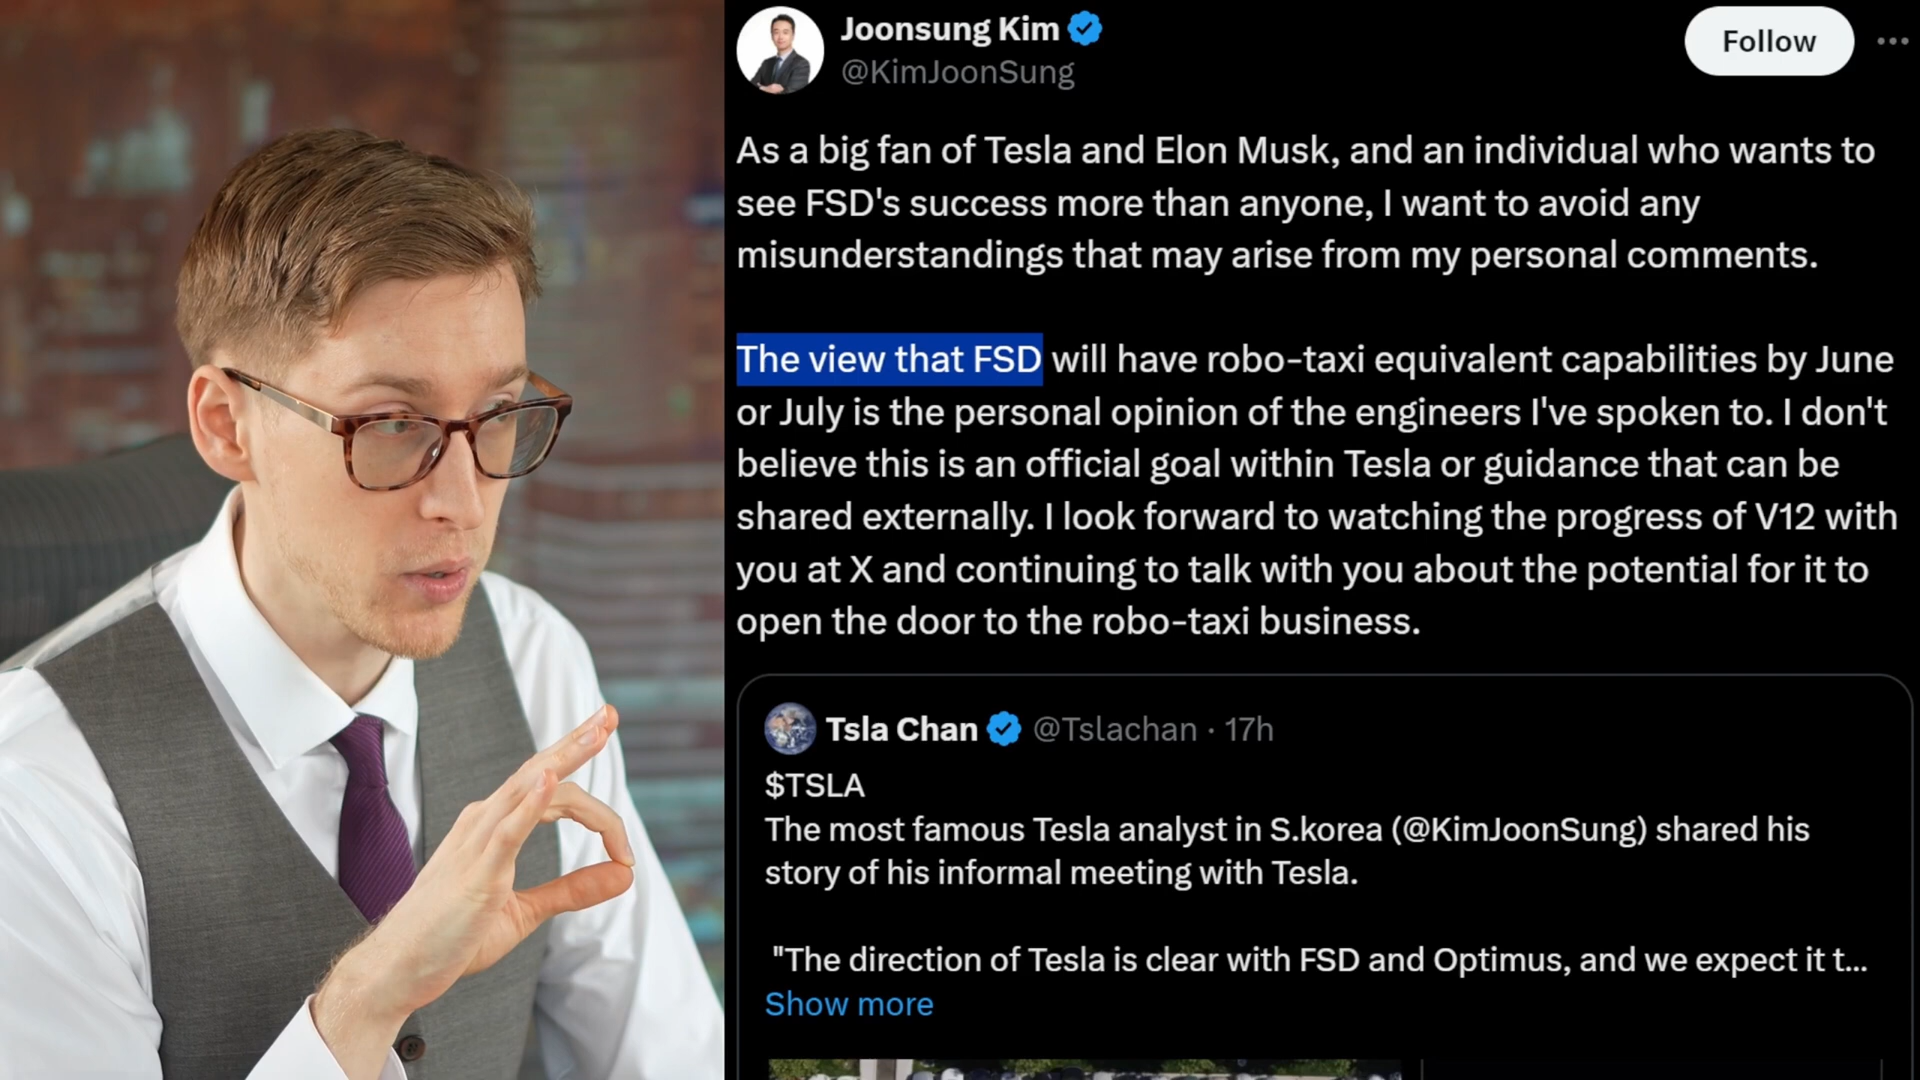 Joonsung Kim
@KimJoonSung
Follow
As a big fan of Tesla and Elon Musk, and an individual who wants to
see FSD's success more than anyone, I want to avoid any
misunderstandings that may arise from my personal comments.
The view that FSD will have robo-taxi equivalent capabilities by June
or July is the personal opinion of the engineers I've spoken to. I don't
believe this is an official goal within Tesla or guidance that can be
shared externally. I look forward to watching the progress of V12 with
you at X and continuing to talk with you about the potential for it to
open the door to the robo-taxi business.
Tsla Chan @Tslachan · 17h
$TSLA
The most famous Tesla analyst in S.korea (@KimJoonSung) shared his
story of his informal meeting with Tesla.
"The direction of Tesla is clear with FSD and Optimus, and we expect it t...
Show more